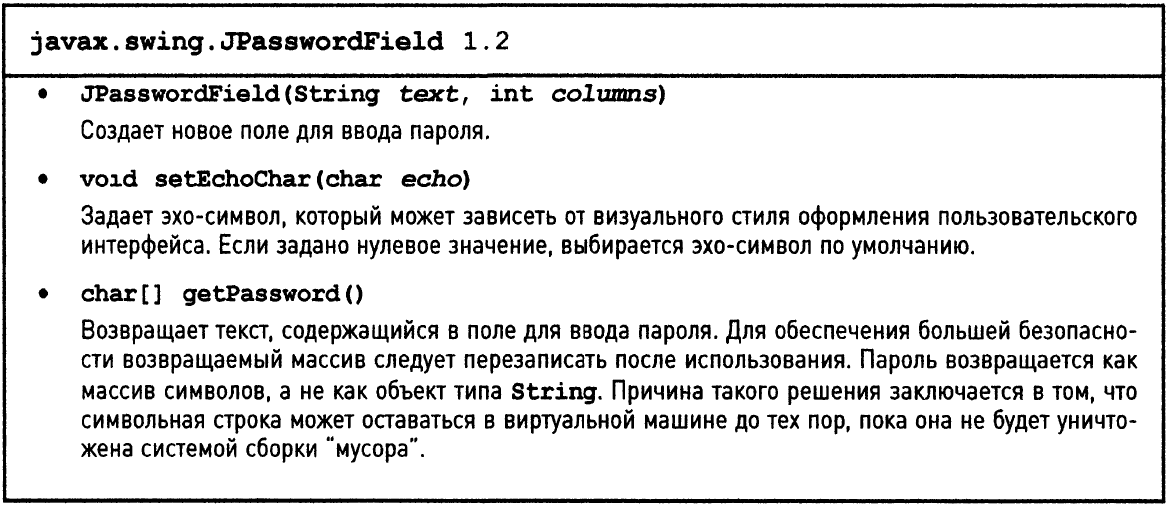 javax.swing.JPasswordField 1.2
• JPasswordField(String text, int columns)
Создает новое поле для ввода пароля.
• void setEchoChar(char echo)
Задает эхо-символ, который может зависеть от визуального стиля оформления пользовательского
интерфейса. Если задано нулевое значение, выбирается эхо-символ по умолчанию.
• char[] getPassword()
Возвращает текст, содержащийся в поле для ввода пароля. Для обеспечения большей безопасно-
сти возвращаемый массив следует перезаписать после использования. Пароль возвращается как
массив символов, а не как объект типа String. Причина такого решения заключается в том, что
символьная строка может оставаться в виртуальной машине до тех пор, пока она не будет уничто-
жена системой сборки "мусора".